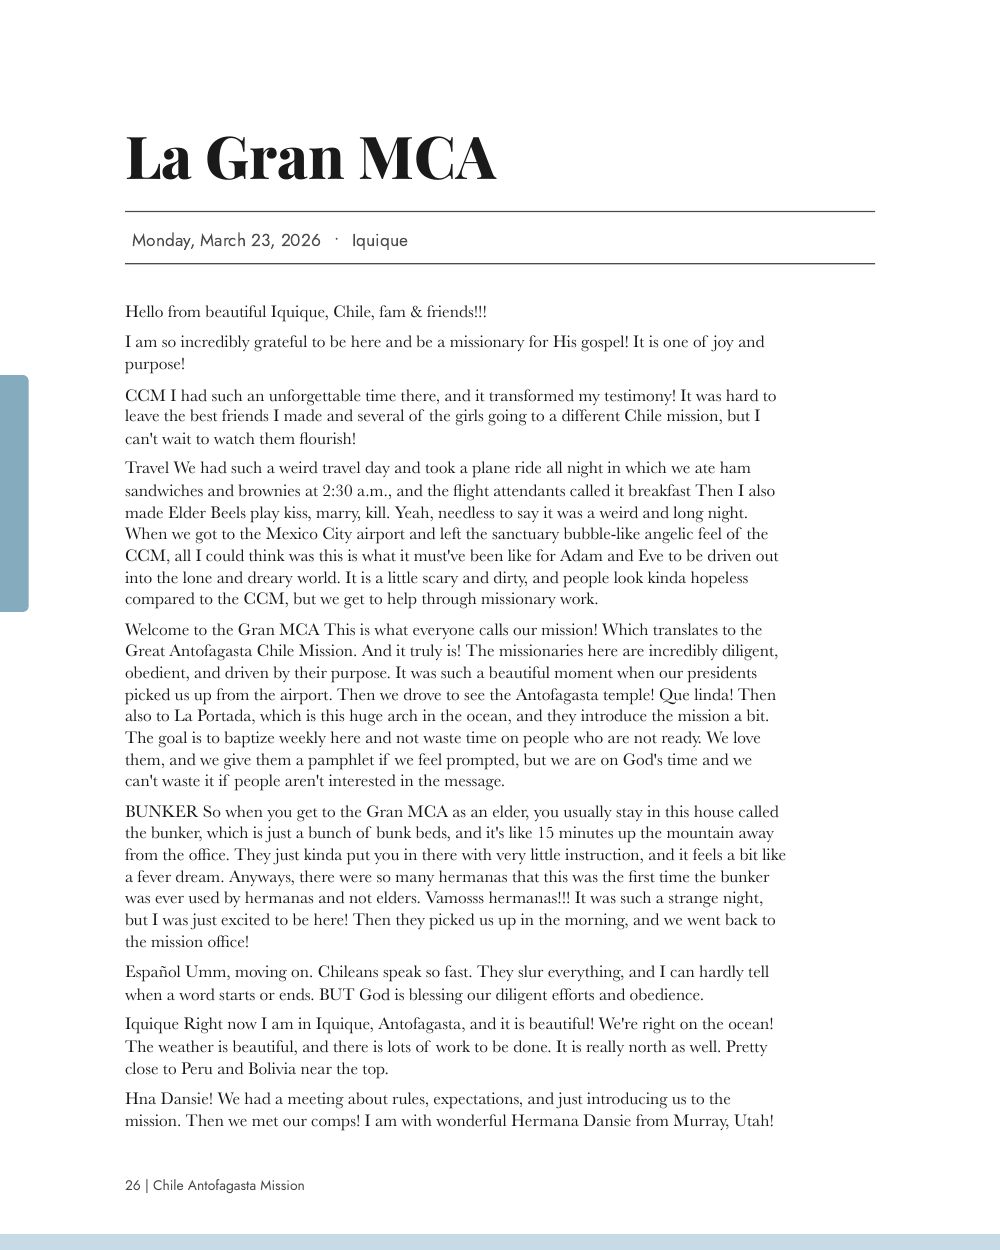 La Gran MCA
Monday, March 23, 2026 · Iquique
Hello from beautiful Iquique, Chile, fam & friends!!!
I am so incredibly grateful to be here and be a missionary for His gospel! It is one of joy and
purpose!
CCM I had such an unforgettable time there, and it transformed my testimony! It was hard to
leave the best friends I made and several of the girls going to a different Chile mission, but I
can't wait to watch them flourish!
Travel We had such a weird travel day and took a plane ride all night in which we ate ham
sandwiches and brownies at 2:30 a.m., and the flight attendants called it breakfast Then I also
made Elder Beels play kiss, marry, kill. Yeah, needless to say it was a weird and long night.
When we got to the Mexico City airport and left the sanctuary bubble-like angelic feel of the
CCM, all I could think was this is what it must've been like for Adam and Eve to be driven out
into the lone and dreary world. It is a little scary and dirty, and people look kinda hopeless
compared to the CCM, but we get to help through missionary work.
Welcome to the Gran MCA This is what everyone calls our mission! Which translates to the
Great Antofagasta Chile Mission. And it truly is! The missionaries here are incredibly diligent,
obedient, and driven by their purpose. It was such a beautiful moment when our presidents
picked us up from the airport. Then we drove to see the Antofagasta temple! Que linda! Then
also to La Portada, which is this huge arch in the ocean, and they introduce the mission a bit.
The goal is to baptize weekly here and not waste time on people who are not ready. We love
them, and we give them a pamphlet if we feel prompted, but we are on God's time and we
can't waste it if people aren't interested in the message.
BUNKER So when you get to the Gran MCA as an elder, you usually stay in this house called
the bunker, which is just a bunch of bunk beds, and it's like 15 minutes up the mountain away
from the office. They just kinda put you in there with very little instruction, and it feels a bit like
a fever dream. Anyways, there were so many hermanas that this was the first time the bunker
was ever used by hermanas and not elders. Vamosss hermanas!!! It was such a strange night,
but I was just excited to be here! Then they picked us up in the morning, and we went back to
the mission office!
Español Umm, moving on. Chileans speak so fast. They slur everything, and I can hardly tell
when a word starts or ends. BUT God is blessing our diligent efforts and obedience.
Iquique Right now I am in Iquique, Antofagasta, and it is beautiful! We're right on the ocean!
The weather is beautiful, and there is lots of work to be done. It is really north as well. Pretty
close to Peru and Bolivia near the top.
Hna Dansie! We had a meeting about rules, expectations, and just introducing us to the
mission. Then we met our comps! I am with wonderful Hermana Dansie from Murray, Utah!
26 | Chile Antofagasta Mission